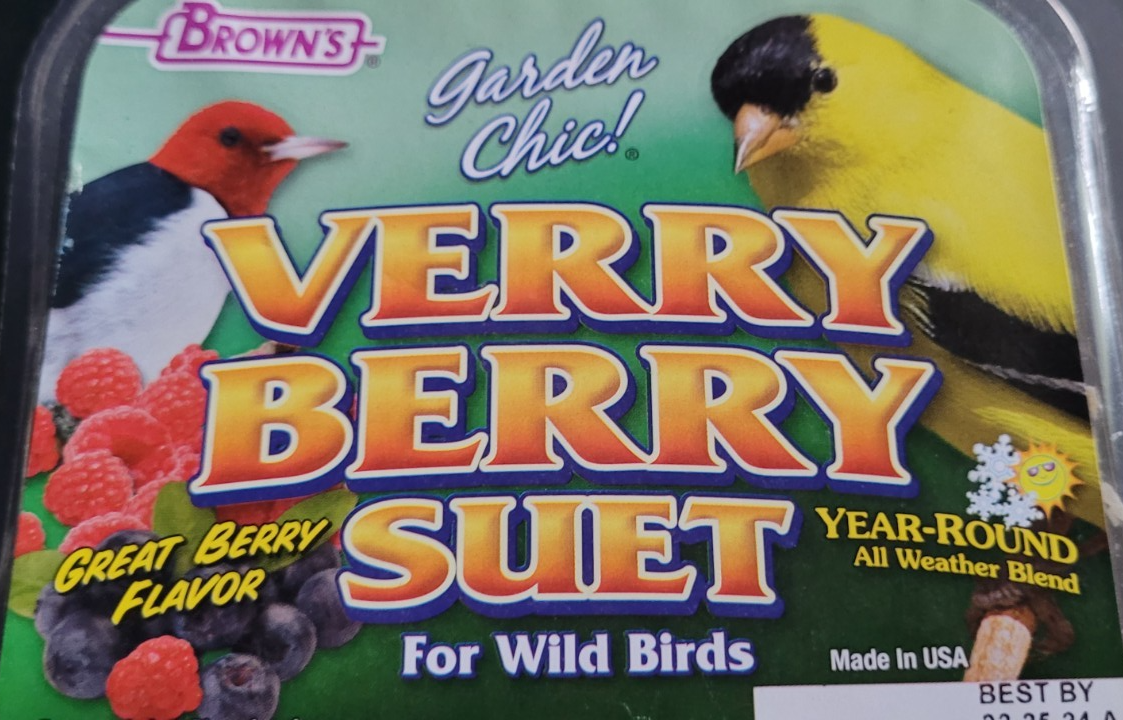 BROWN'S®
Garden
Chic!®
VERRY
BERRY
SUET
GREAT BERRY
FLAVOR
YEAR-ROUND
All Weather Blend
For Wild Birds
Made In USA
BEST BY